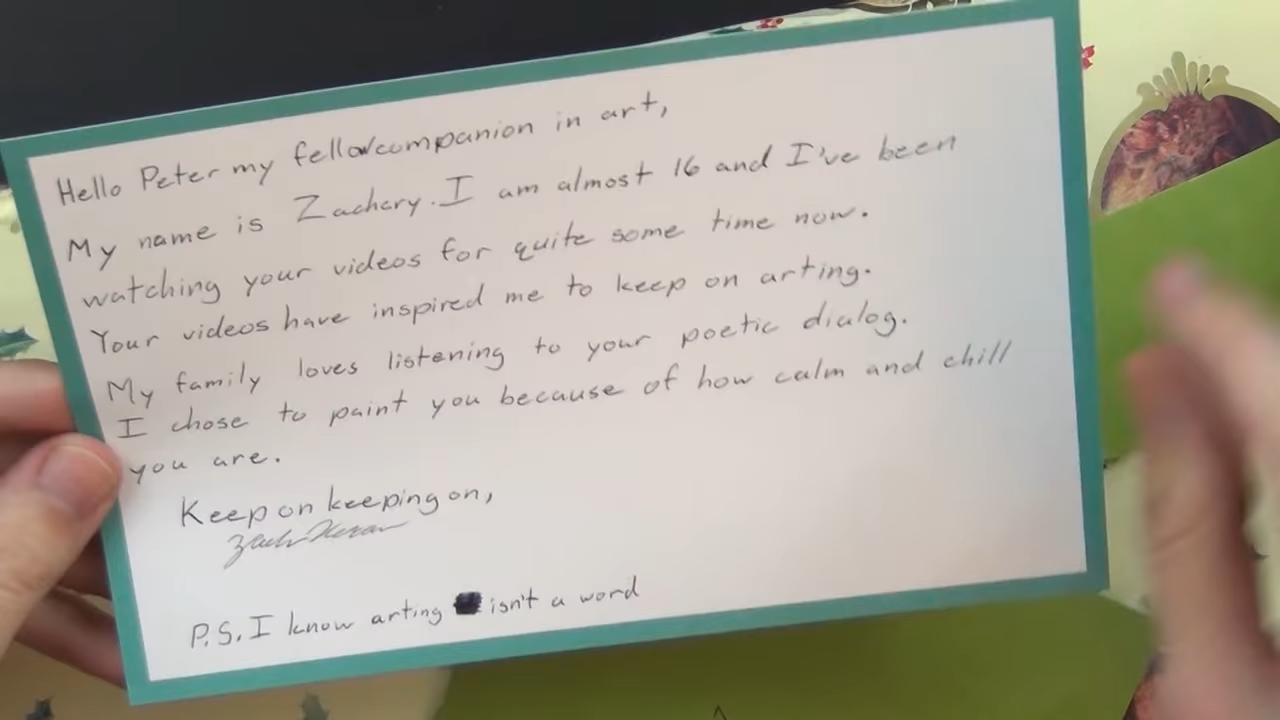 Hello Peter my fellow companion in art,
My name is Zachary. I am almost 16 and I've been
watching your videos for quite some time now.
Your videos have inspired me to keep on arting.
My family loves listening to your poetic dialog.
I chose to paint you because of how calm and chill
you are.
Keep on keeping on,
P.S. I know arting isn't a word